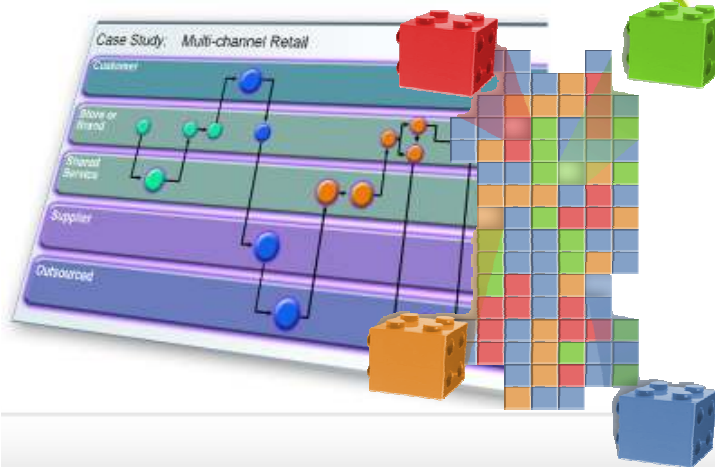 Case Study:   Multi-channel Retail
Customer
Store or
Brand
Shared
Service
Supplier
Outsourced